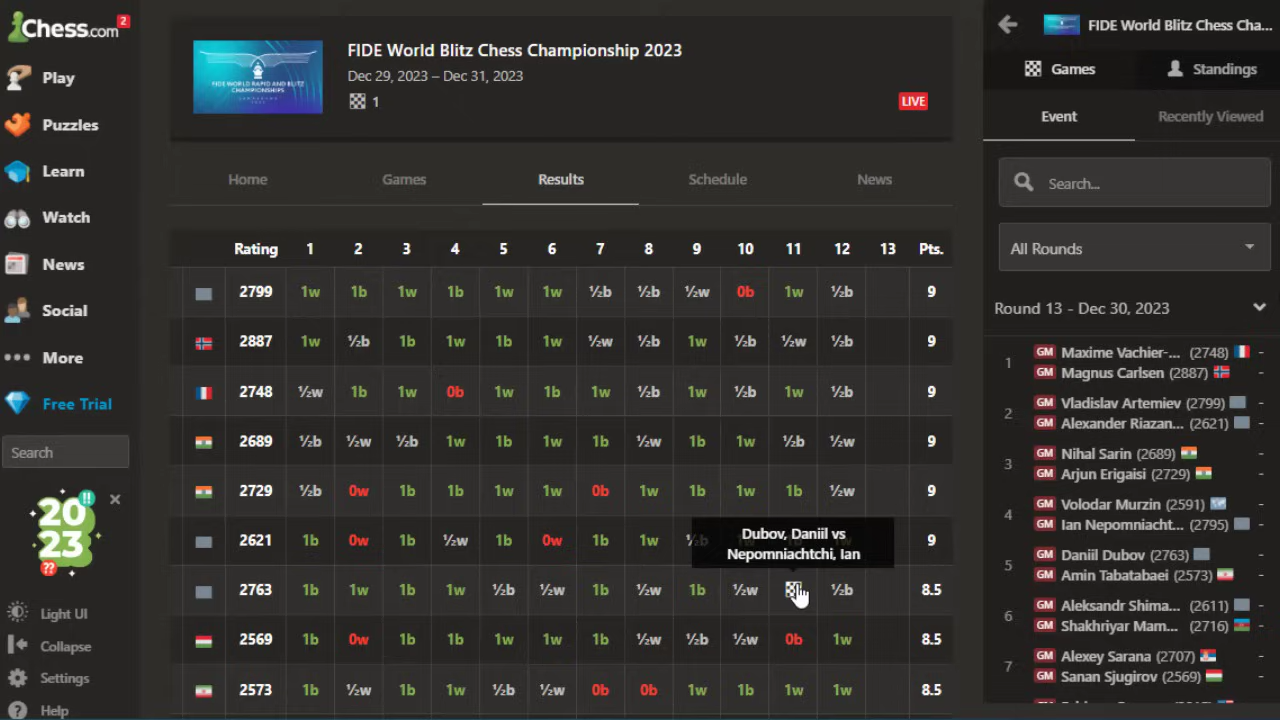 Chess.com
2
Play
Puzzles
Learn
Watch
News
Social
More
Free Trial
Search
20
!!
23
??
Light UI
Collapse
Settings
Help
FIDE WORLD RAPID AND BLITZ
CHAMPIONSHIPS
FIDE World Blitz Chess Championship 2023
Dec 29, 2023 – Dec 31, 2023
1
LIVE
Home Games Results Schedule News
Rating 1 2 3 4 5 6 7 8 9 10 11 12 13 Pts.
2799 1w 1b 1w 1b 1w 1w ½b ½b ½w 0b 1w ½b 9
2887 1w ½b 1b 1w 1b 1b ½w ½b 1w ½b ½w ½b 9
2748 ½w 1b 1w 0b 1w 1b 1w ½b 1w ½b 1w ½b 9
2689 ½b ½w ½b 1w 1b 1w 1b ½w 1b 1w ½b ½w 9
2729 ½b 0w 1b 1b 1w 1w 0b 1w 1b 1w 1b ½w 9
Dubov, Daniil vs
Nepomniachtchi, Ian
2621 1b 0w 1b ½w 1b 0w 1b 1w 9
2763 1b 1w 1b 1w ½b ½w 1b ½w 1b ½w ½b 8.5
2569 1b 0w 1b 1w 1b 1w 1b ½w ½b ½w 0b 1w 8.5
2573 1b ½w 1b 1w ½b ½w 0b 0b 1w 1b 1w 1w 8.5
FIDE World Blitz Chess Cha...
Games Standings
Event Recently Viewed
Search...
All Rounds
Round 13 - Dec 30, 2023
1 GM Maxime Vachier-... (2748) -
GM Magnus Carlsen (2887) -
2 GM Vladislav Artemiev (2799) -
GM Alexander Riazan... (2621) -
3 GM Nihal Sarin (2689) -
GM Arjun Erigaisi (2729) -
4 GM Volodar Murzin (2591) -
GM Ian Nepomniacht... (2795) -
5 GM Daniil Dubov (2763) -
GM Amin Tabatabaei (2573) -
6 GM Aleksandr Shima... (2611) -
GM Shakhriyar Mam... (2716) -
7 GM Alexey Sarana (2707) -
GM Sanan Sjugirov (2569) -